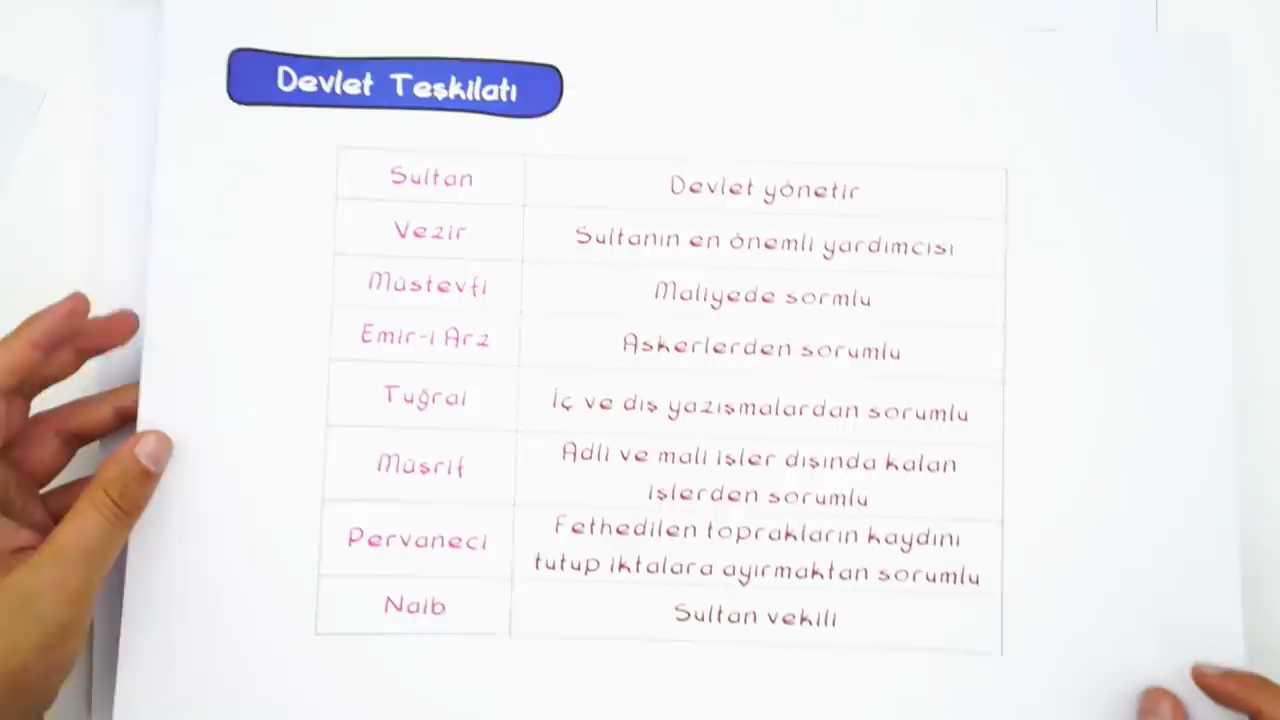 Devlet Teşkilatı
Sultan
Devlet yönetir
Vezir
Sultanın en önemli yardımcısı
Müstevfi
Maliyede sormlu
Emir-i Arz
Askerlerden sorumlu
Tuğrai
İç ve dış yazışmalardan sorumlu
Müşrif
Adli ve mali işler dışında kalan
işlerden sorumlu
Pervaneci
Fethedilen toprakların kaydını
tutup iktalara ayırmaktan sorumlu
Naib
Sultan vekili